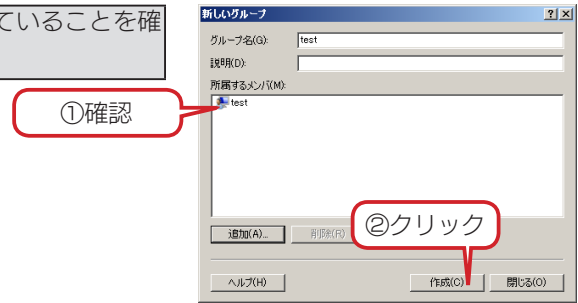 ていることを確
新しいグループ
グループ名(G):
test
説明(D):
所属するメンバ(M):
test
①確認
②クリック
追加(A)...
削除(R)
ヘルプ(H)
作成(C)
閉じる(O)